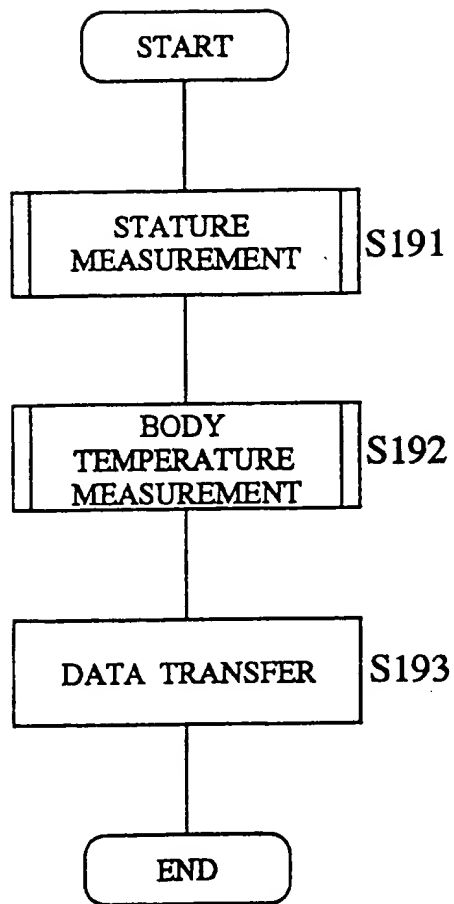 START
STATURE
MEASUREMENT
S191
BODY
TEMPERATURE
MEASUREMENT
S192
DATA TRANSFER
S193
END